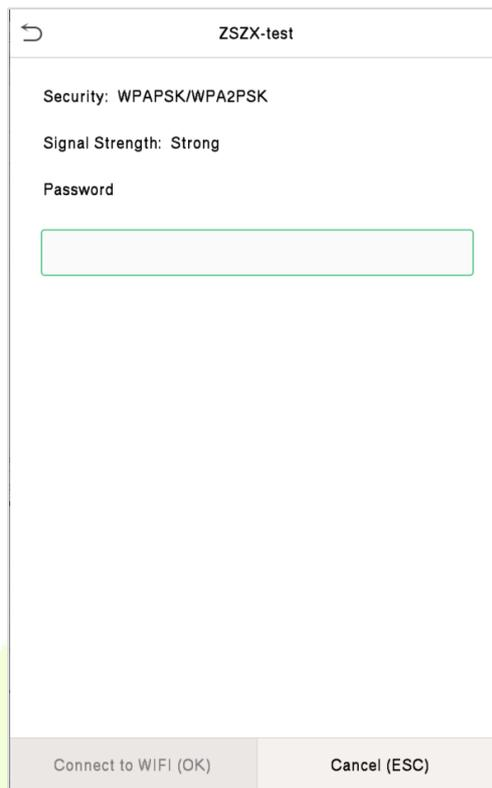 ZSZX-test
Security: WPAPSK/WPA2PSK
Signal Strength: Strong
Password
Connect to WIFI (OK)
Cancel (ESC)